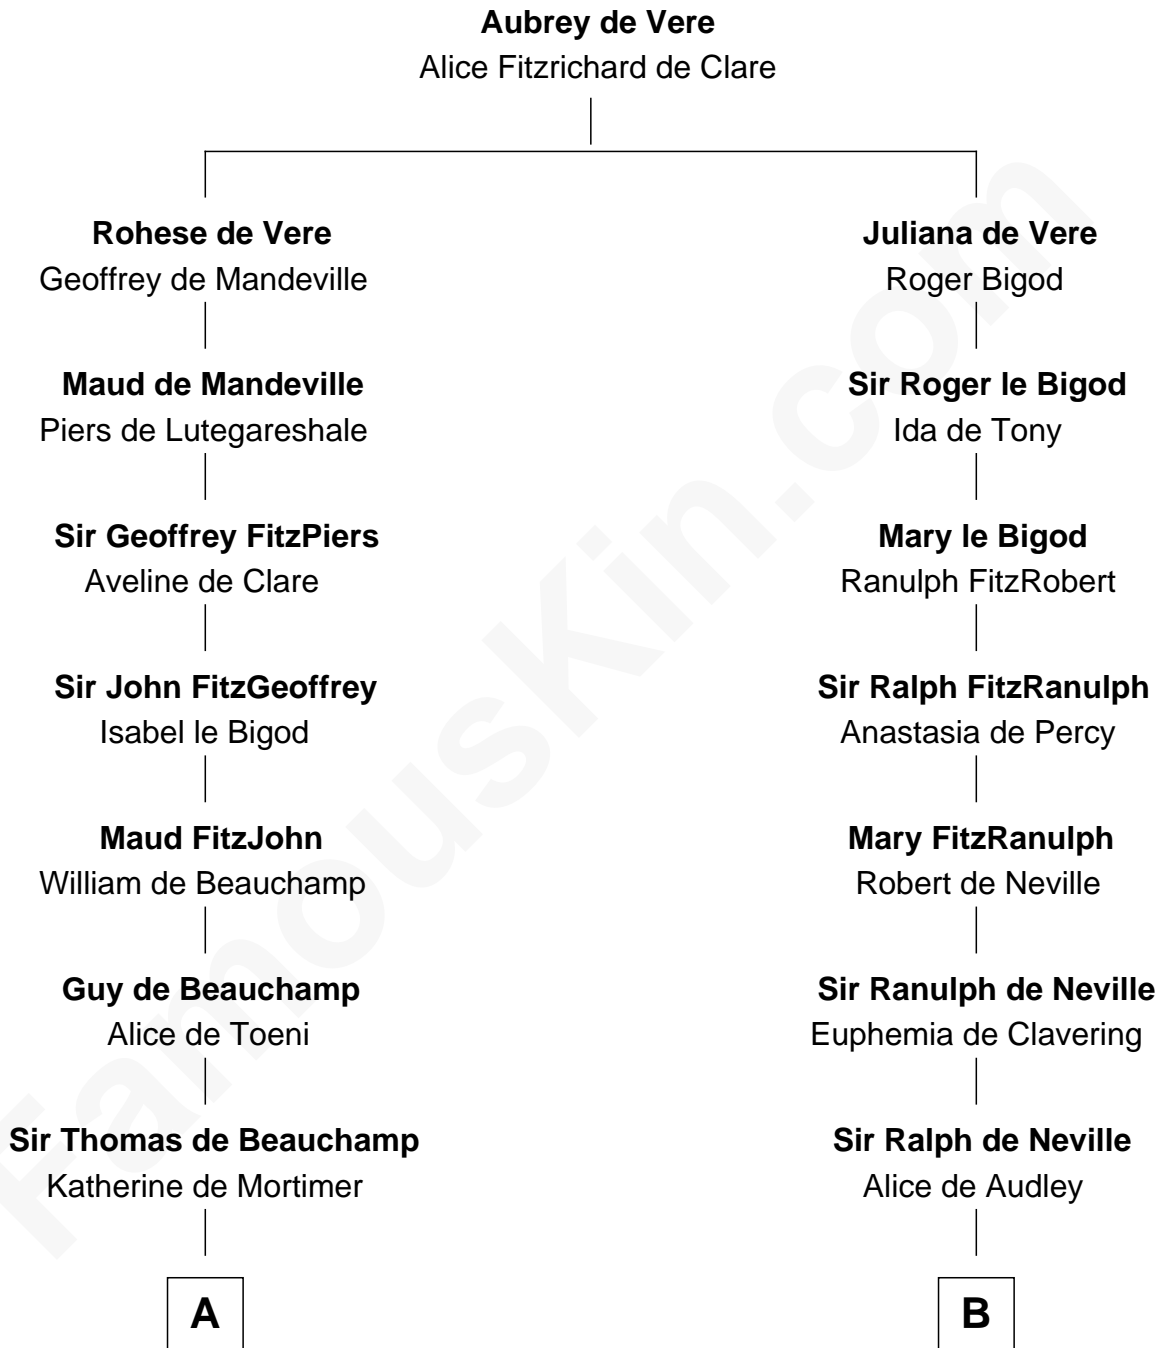 Aubrey de Vere
Alice Fitzrichard de Clare
Rohese de Vere
Geoffrey de Mandeville
Juliana de Vere
Roger Bigod
Maud de Mandeville
Piers de Lutegareshale
Sir Roger le Bigod
Ida de Tony
Sir Geoffrey FitzPiers
Aveline de Clare
Mary le Bigod
Ranulph FitzRobert
Sir John FitzGeoffrey
Isabel le Bigod
Sir Ralph FitzRanulph
Anastasia de Percy
Maud FitzJohn
William de Beauchamp
Mary FitzRanulph
Robert de Neville
Guy de Beauchamp
Alice de Toeni
Sir Ranulph de Neville
Euphemia de Clavering
Sir Thomas de Beauchamp
Katherine de Mortimer
Sir Ralph de Neville
Alice de Audley
A
B
FamousKin.com